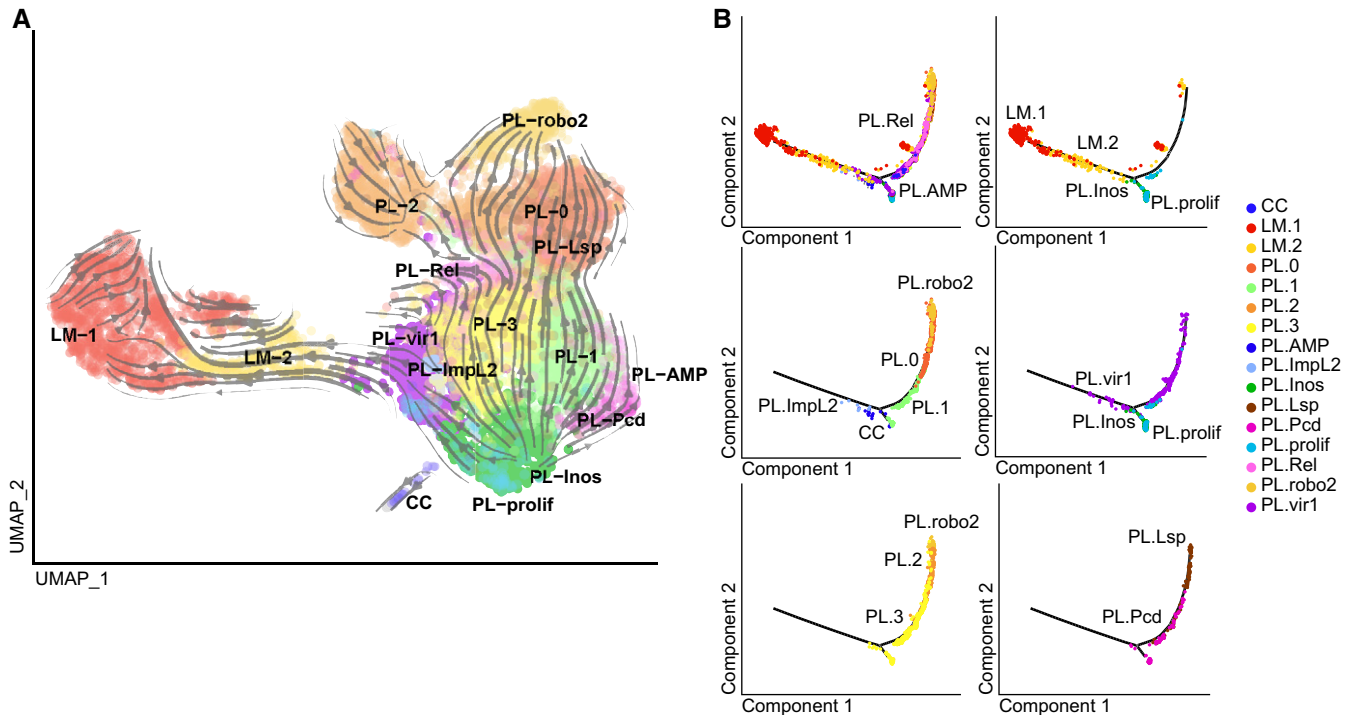 A
PL−robo2
PL−2
PL−0
PL−Lsp
PL−Rel
PL−3
PL−vir1
LM−1
LM−2
PL−ImpL2
PL−1
PL−AMP
PL−Pcd
PL−Inos
CC
PL−prolif
UMAP_2
UMAP_1
B
PL.Rel
PL.AMP
Component 2
Component 1
LM.1
LM.2
PL.Inos
PL.prolif
Component 2
Component 1
PL.robo2
PL.0
PL.1
PL.ImpL2
CC
Component 2
Component 1
PL.vir1
PL.Inos
PL.prolif
Component 2
Component 1
PL.robo2
PL.2
PL.3
Component 2
Component 1
PL.Lsp
PL.Pcd
Component 2
Component 1
CC
LM.1
LM.2
PL.0
PL.1
PL.2
PL.3
PL.AMP
PL.ImpL2
PL.Inos
PL.Lsp
PL.Pcd
PL.prolif
PL.Rel
PL.robo2
PL.vir1